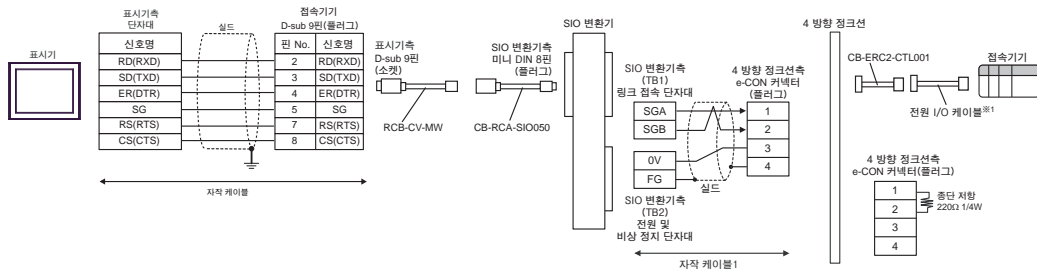 표시기
표시기측
단자대
신호명
RD(RXD)
SD(TXD)
ER(DTR)
SG
RS(RTS)
CS(CTS)
실드
접속기기
D-sub 9핀(플러그)
핀 No. 신호명
2 RD(RXD)
3 SD(TXD)
4 ER(DTR)
5 SG
7 RS(RTS)
8 CS(CTS)
자작 케이블
표시기측
D-sub 9핀
(소켓)
RCB-CV-MW
SIO 변환기측
미니 DIN 8핀
(플러그)
CB-RCA-SIO050
SIO 변환기
SIO 변환기측
(TB1)
링크 접속 단자대
SGA
SGB
0V
FG
SIO 변환기측
(TB2)
전원 및
비상 정지 단자대
실드
4 방향 정크션측
e-CON 커넥터
(플러그)
1
2
3
4
자작 케이블1
4 방향 정크션
CB-ERC2-CTL001
전원 I/O 케이블※1
접속기기
4 방향 정크션측
e-CON 커넥터(플러그)
1
2
3
4
종단 저항
220Ω 1/4W